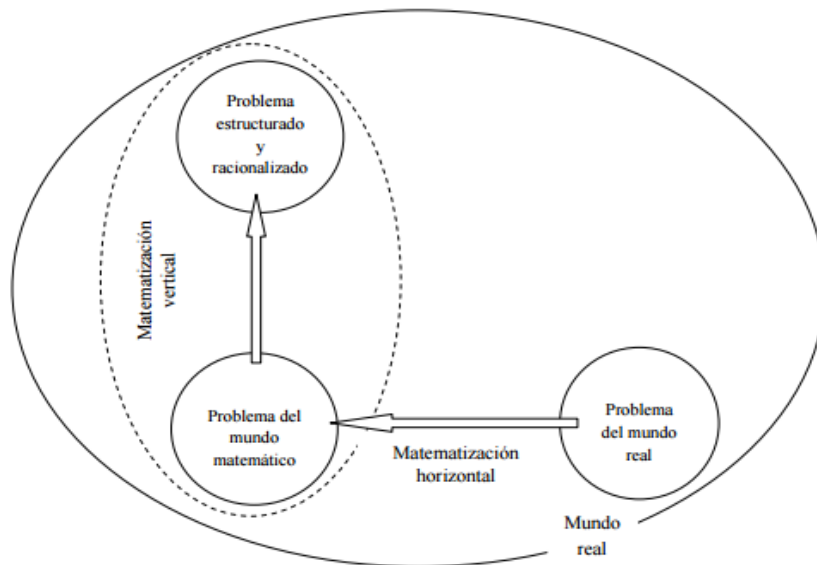 Problema
estructurado
y
racionalizado
Matematización
vertical
Problema del
mundo
matemático
Matematización
horizontal
Problema
del mundo
real
Mundo
real